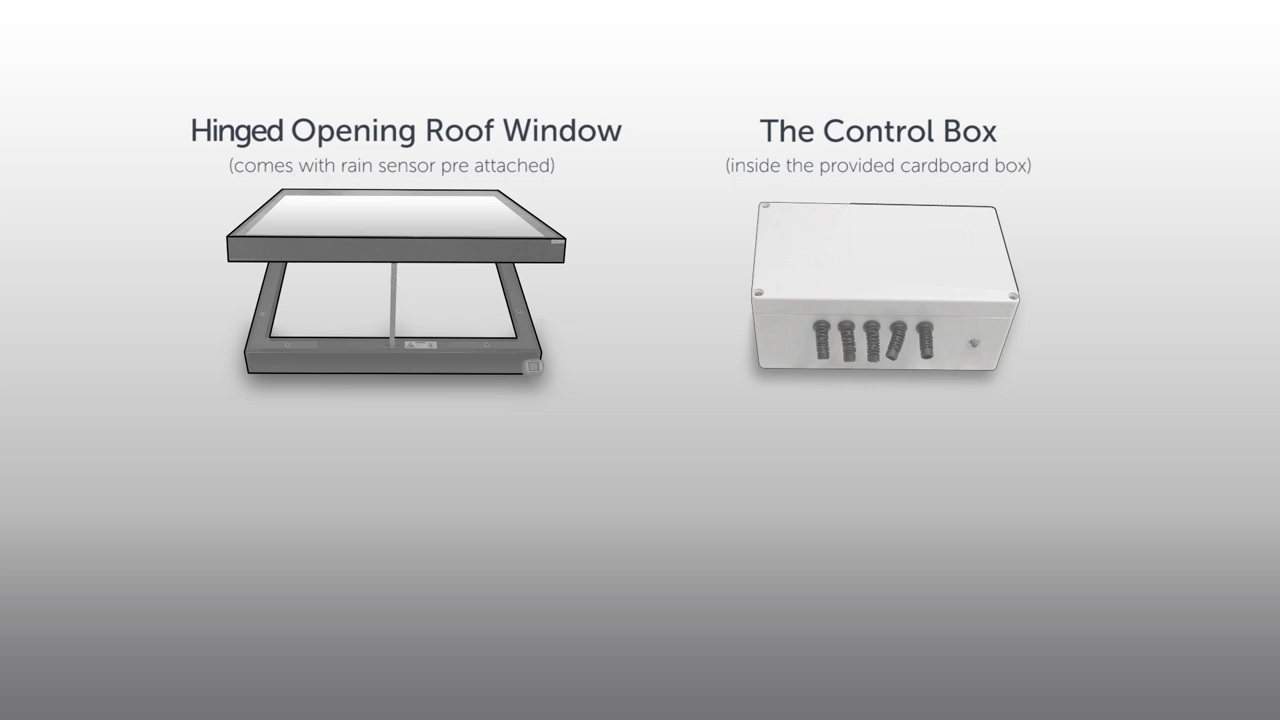 Hinged Opening Roof Window
(comes with rain sensor pre attached)
The Control Box
(inside the provided cardboard box)